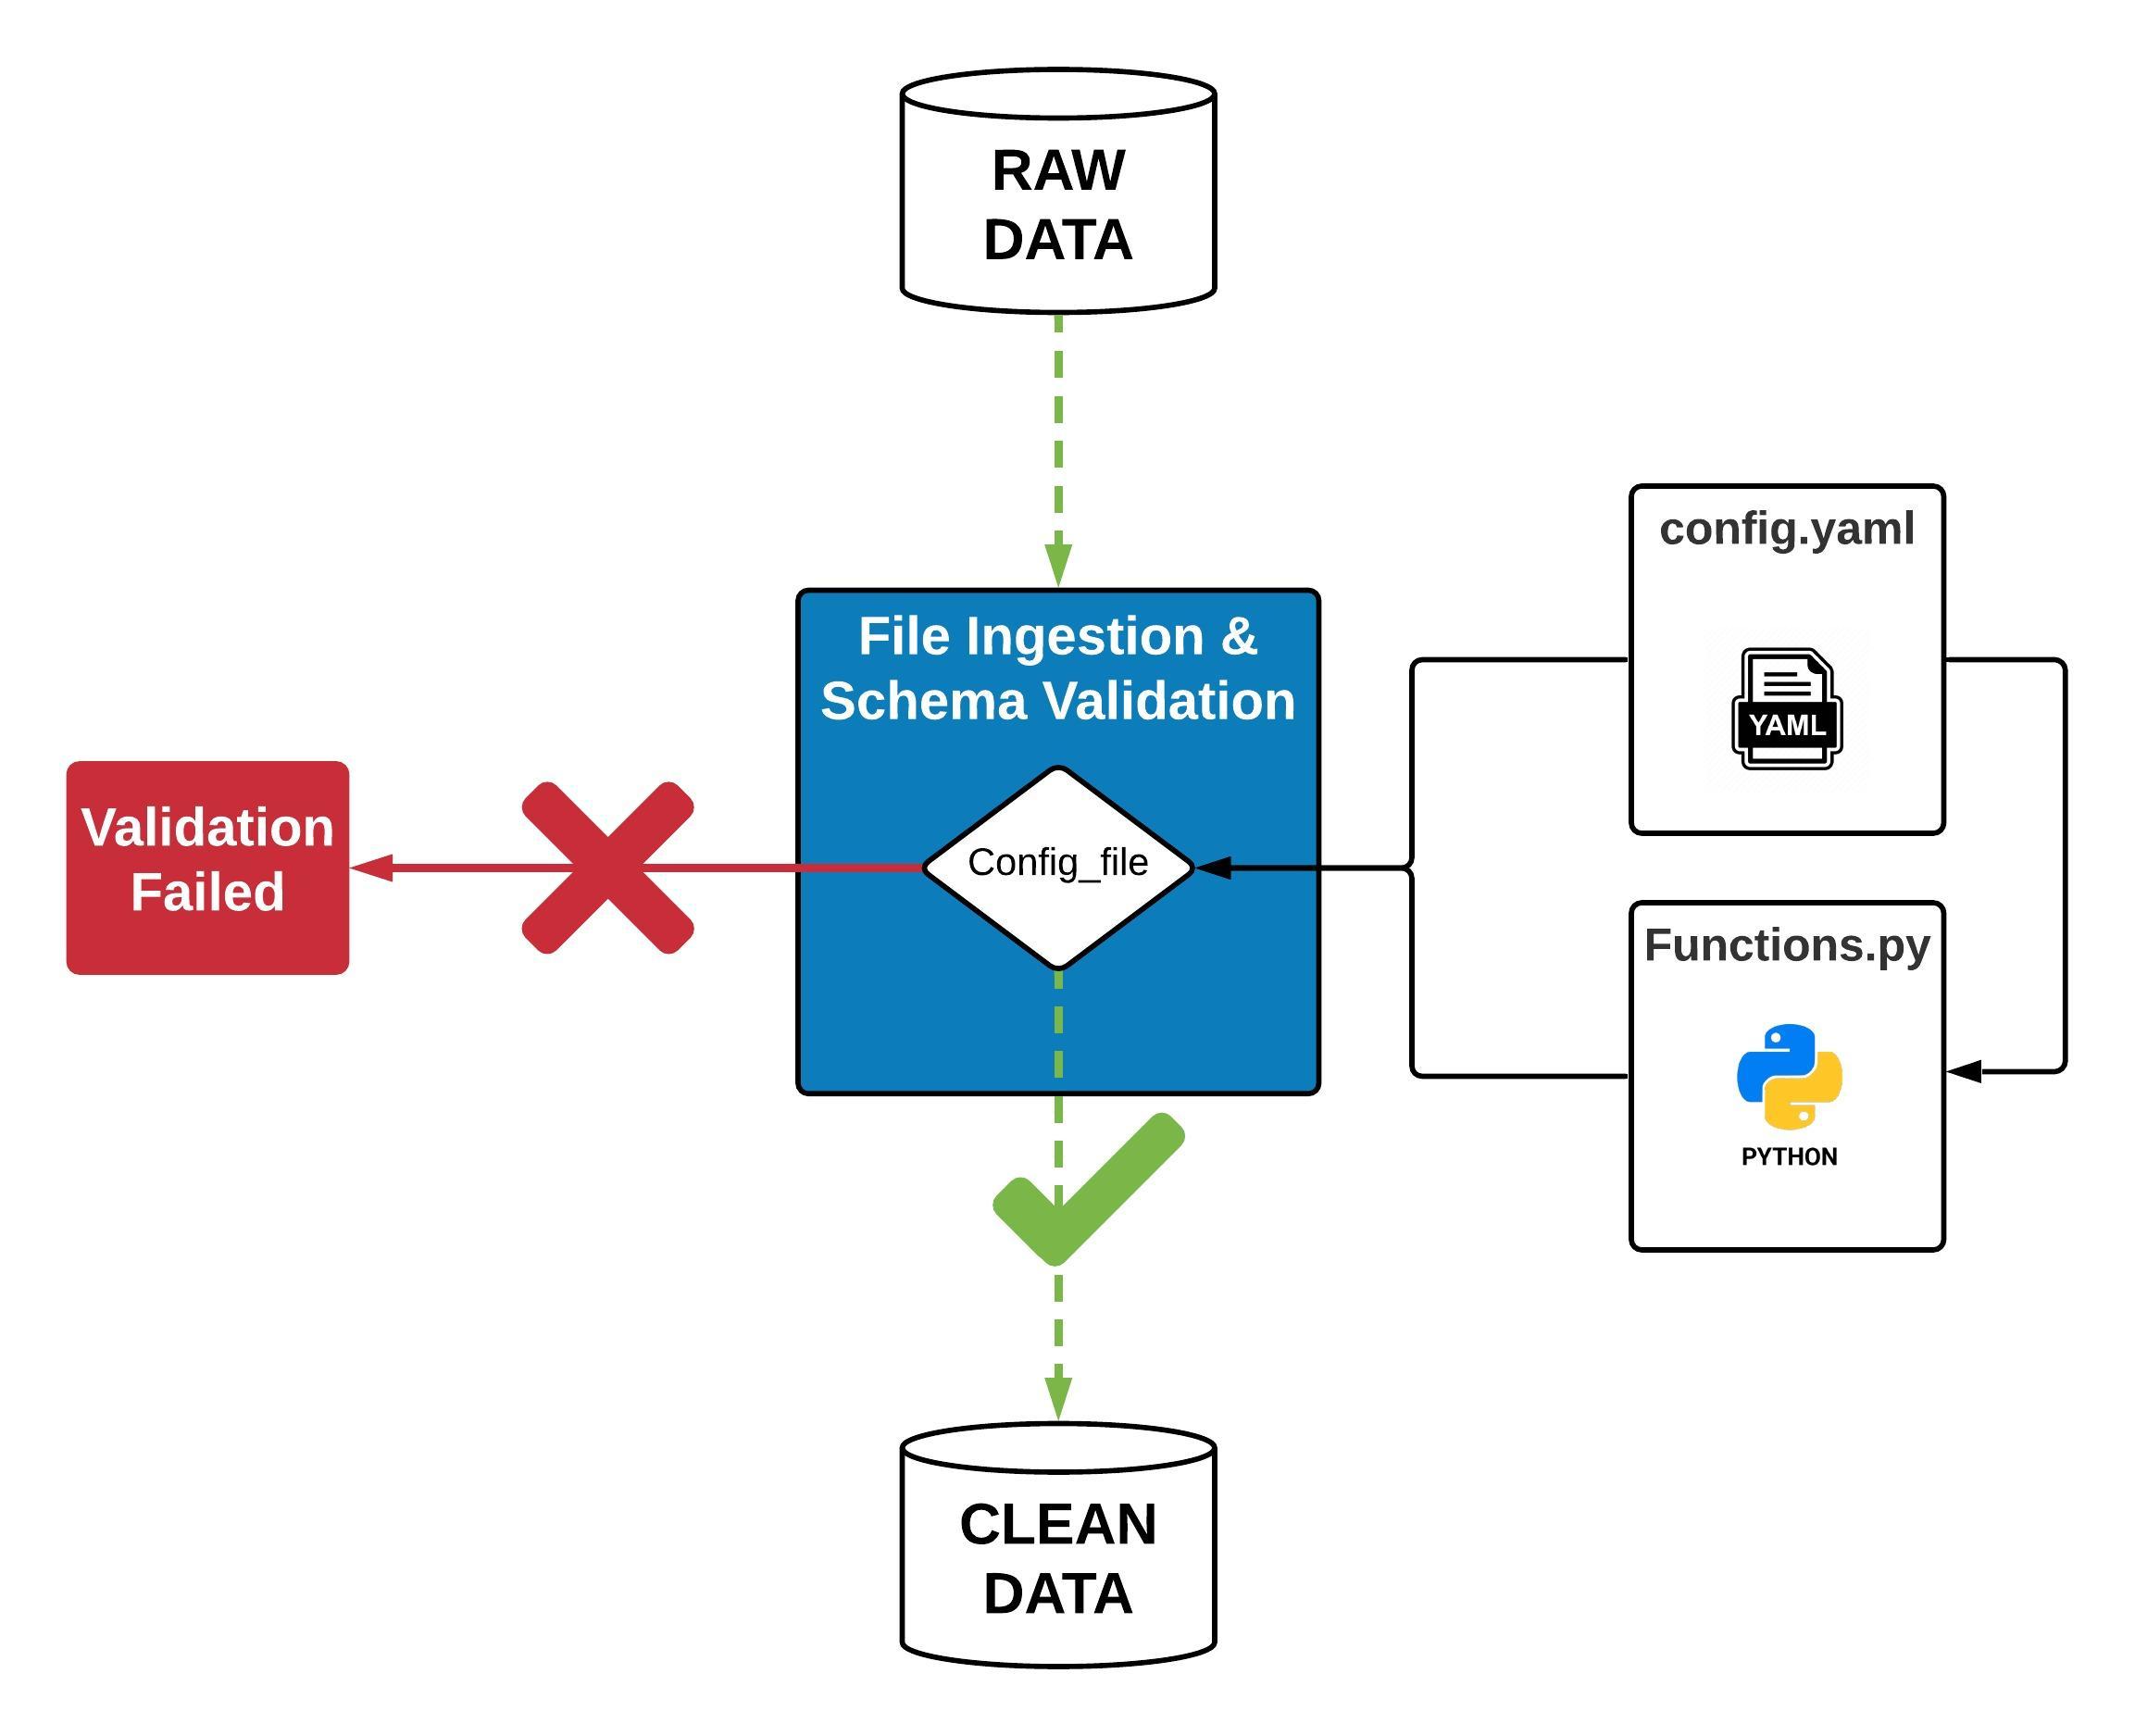 RAW
DATA
config.yaml
YAML
File Ingestion &
Schema Validation
Config_file
Validation
Failed
Functions.py
PYTHON
CLEAN
DATA